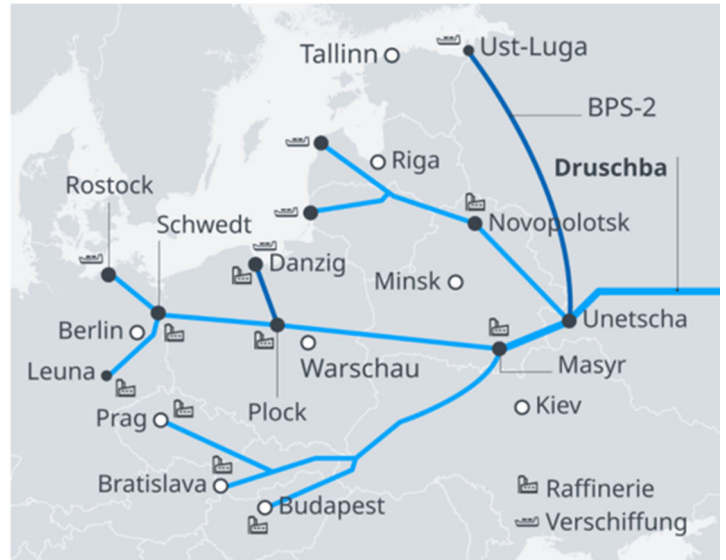 Tallinn
Ust-Luga
BPS-2
Riga
Druschba
Rostock
Schwedt
Novopolotsk
Danzig
Minsk
Berlin
Unetscha
Warschau
Masyr
Leuna
Plock
Prag
Kiev
Bratislava
Budapest
Raffinerie
Verschiffung